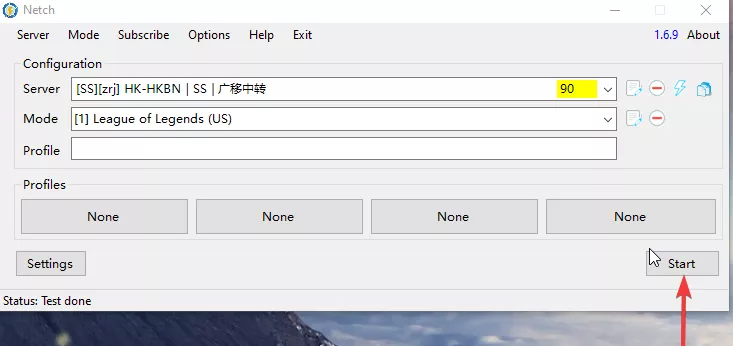 Netch
Server Mode Subscribe Options Help Exit 1.6.9 About
Configuration
Server [SS][zrj] HK-HKBN | SS | 广移中转 90
Mode [1] League of Legends (US)
Profile
Profiles
None None None None
Settings Start
Status: Test done